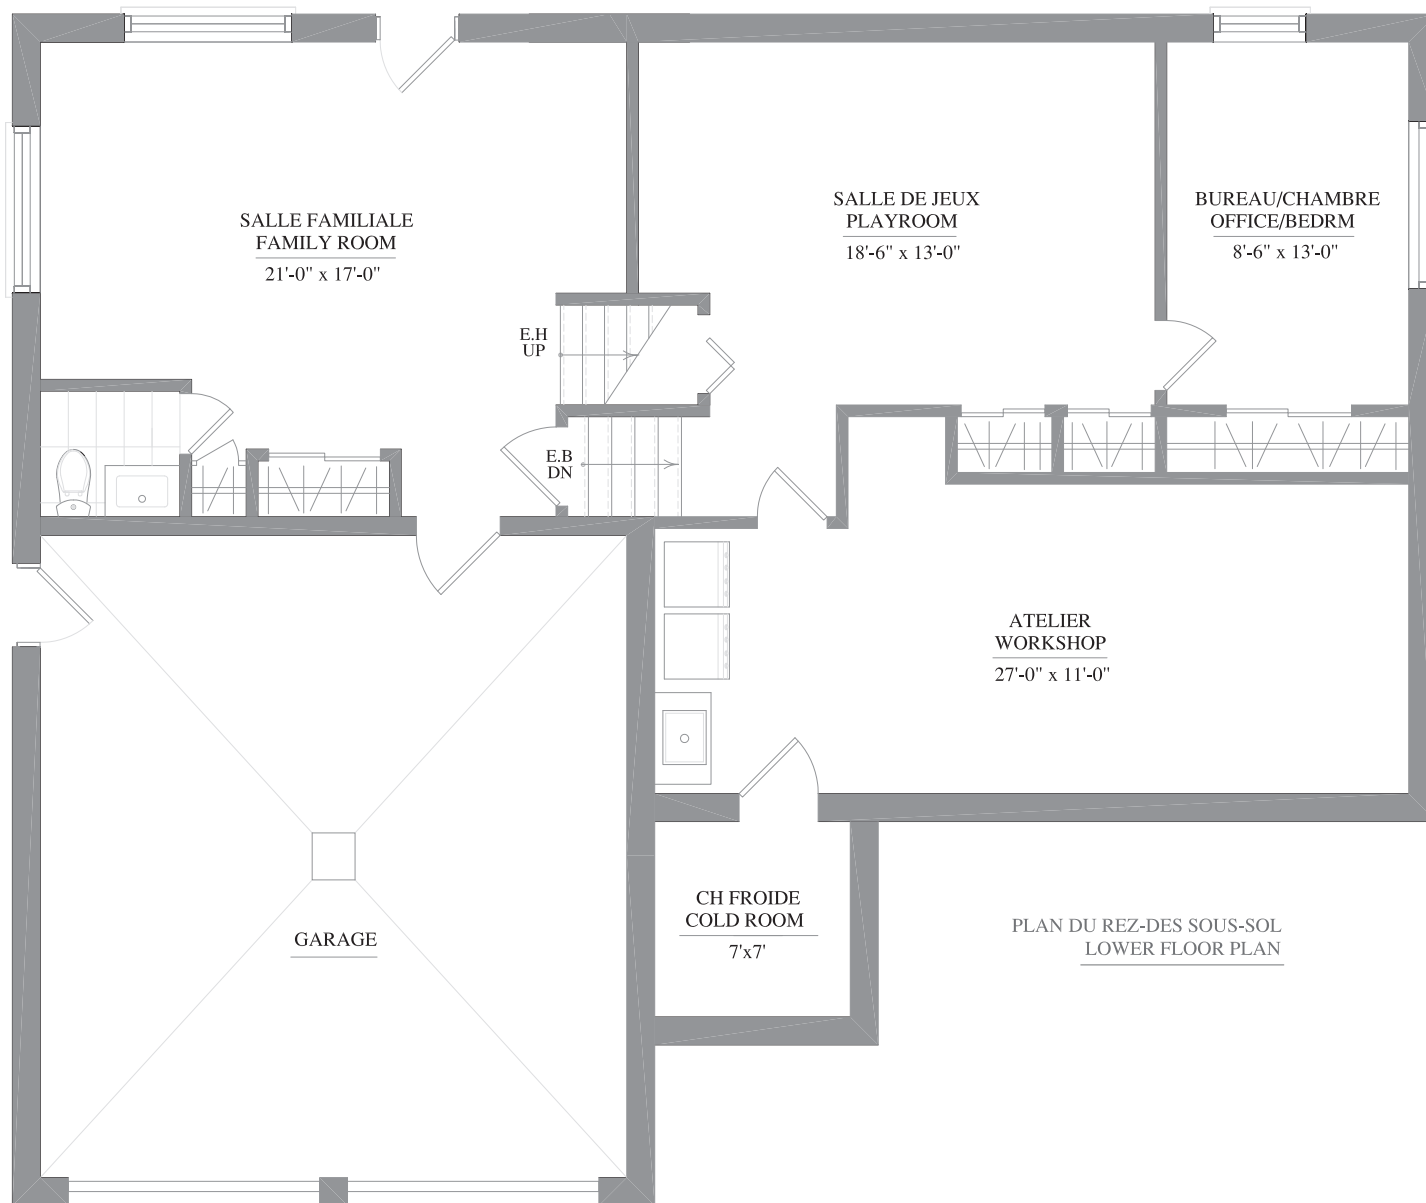 SALLE FAMILIALE
FAMILY ROOM
21'-0" x 17'-0"
SALLE DE JEUX
PLAYROOM
18'-6" x 13'-0"
BUREAU/CHAMBRE
OFFICE/BEDRM
8'-6" x 13'-0"
E.H
UP
E.B
DN
ATELIER
WORKSHOP
27'-0" x 11'-0"
GARAGE
CH FROIDE
COLD ROOM
7'x7'
PLAN DU REZ-DES SOUS-SOL
LOWER FLOOR PLAN